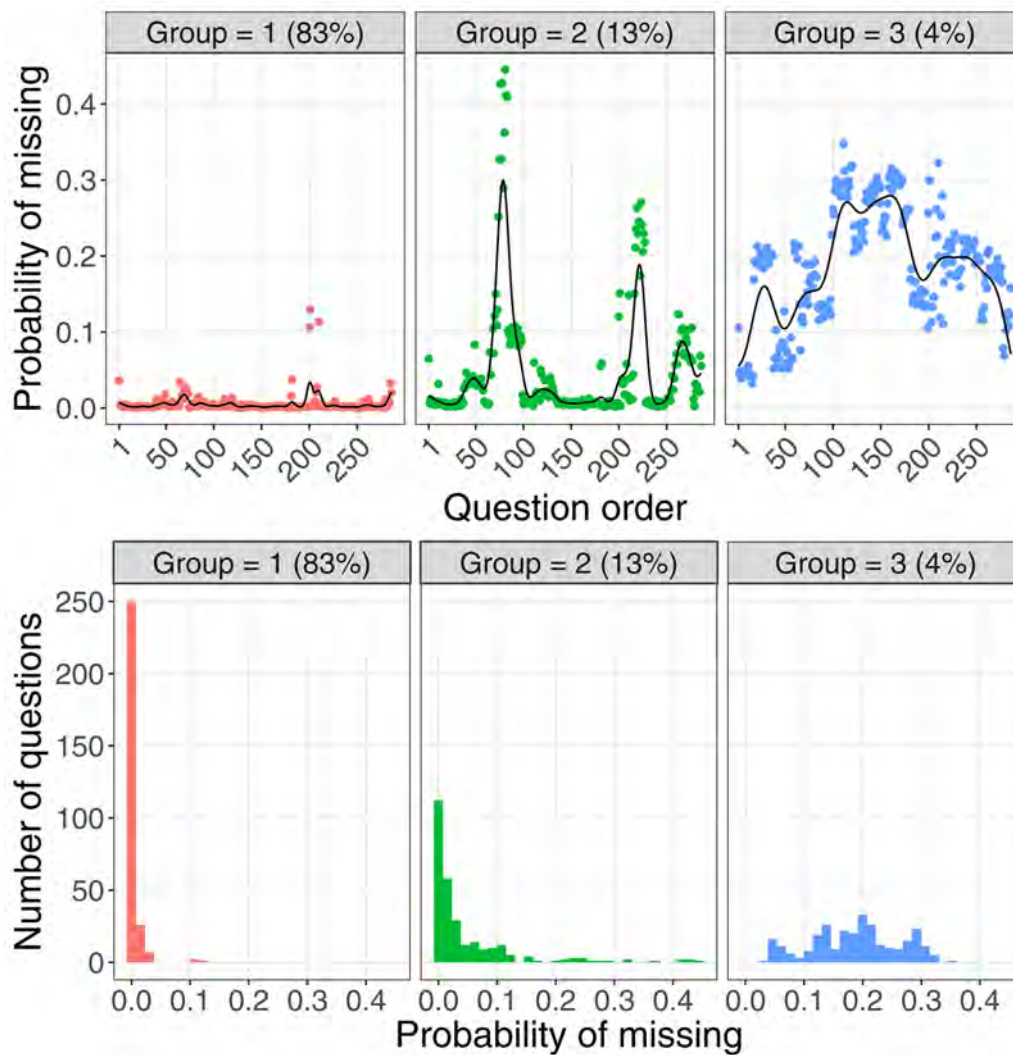 Group = 1 (83%) Group = 2 (13%) Group = 3 (4%)
Probability of misssing
0.4
0.3
0.2
0.1
0.0
1 50 100 150 200 250 1 50 100 150 200 250 1 50 100 150 200 250
Question order
Group = 1 (83%) Group = 2 (13%) Group = 3 (4%)
Number of questions
250
200
150
100
50
0
0.0 0.1 0.2 0.3 0.4 0.0 0.1 0.2 0.3 0.4 0.0 0.1 0.2 0.3 0.4
Probability of missing